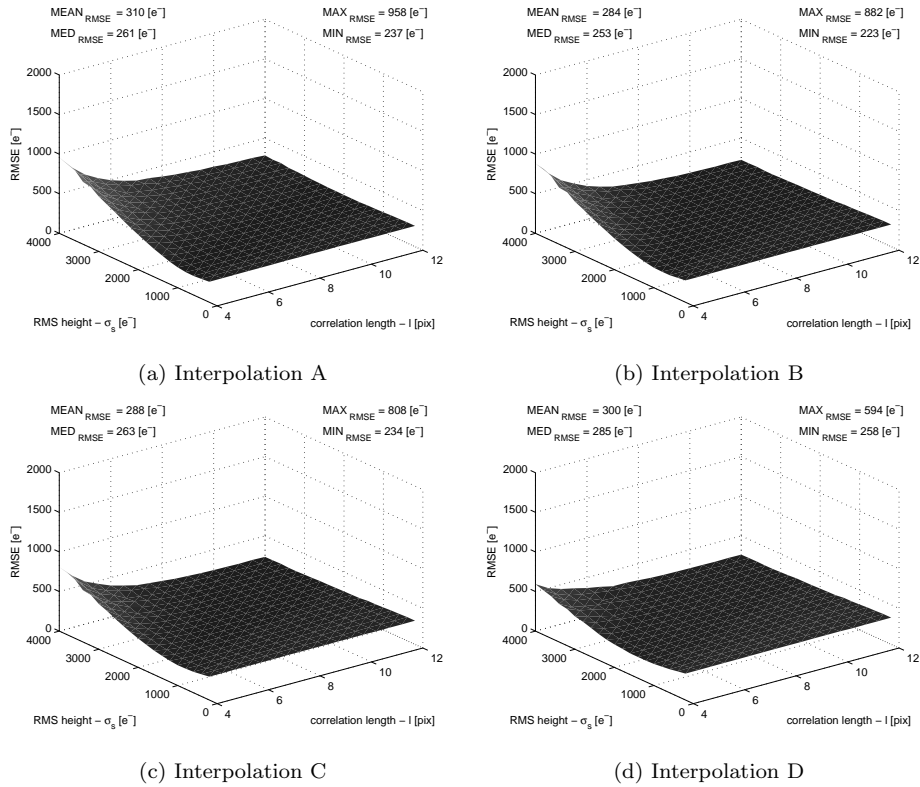 MEAN RMSE = 310 [e−]
MED RMSE = 261 [e−]
MAX RMSE = 958 [e−]
MIN RMSE = 237 [e−]
2000
1500
1000
500
0
RMSE [e−]
4000
3000
2000
1000
0
RMS height − σs [e−]
4
6
8
10
12
correlation length − l [pix]
(a) Interpolation A
MEAN RMSE = 284 [e−]
MED RMSE = 253 [e−]
MAX RMSE = 882 [e−]
MIN RMSE = 223 [e−]
2000
1500
1000
500
0
RMSE [e−]
4000
3000
2000
1000
0
RMS height − σs [e−]
4
6
8
10
12
correlation length − l [pix]
(b) Interpolation B
MEAN RMSE = 288 [e−]
MED RMSE = 263 [e−]
MAX RMSE = 808 [e−]
MIN RMSE = 234 [e−]
2000
1500
1000
500
0
RMSE [e−]
4000
3000
2000
1000
0
RMS height − σs [e−]
4
6
8
10
12
correlation length − l [pix]
(c) Interpolation C
MEAN RMSE = 300 [e−]
MED RMSE = 285 [e−]
MAX RMSE = 594 [e−]
MIN RMSE = 258 [e−]
2000
1500
1000
500
0
RMSE [e−]
4000
3000
2000
1000
0
RMS height − σs [e−]
4
6
8
10
12
correlation length − l [pix]
(d) Interpolation D